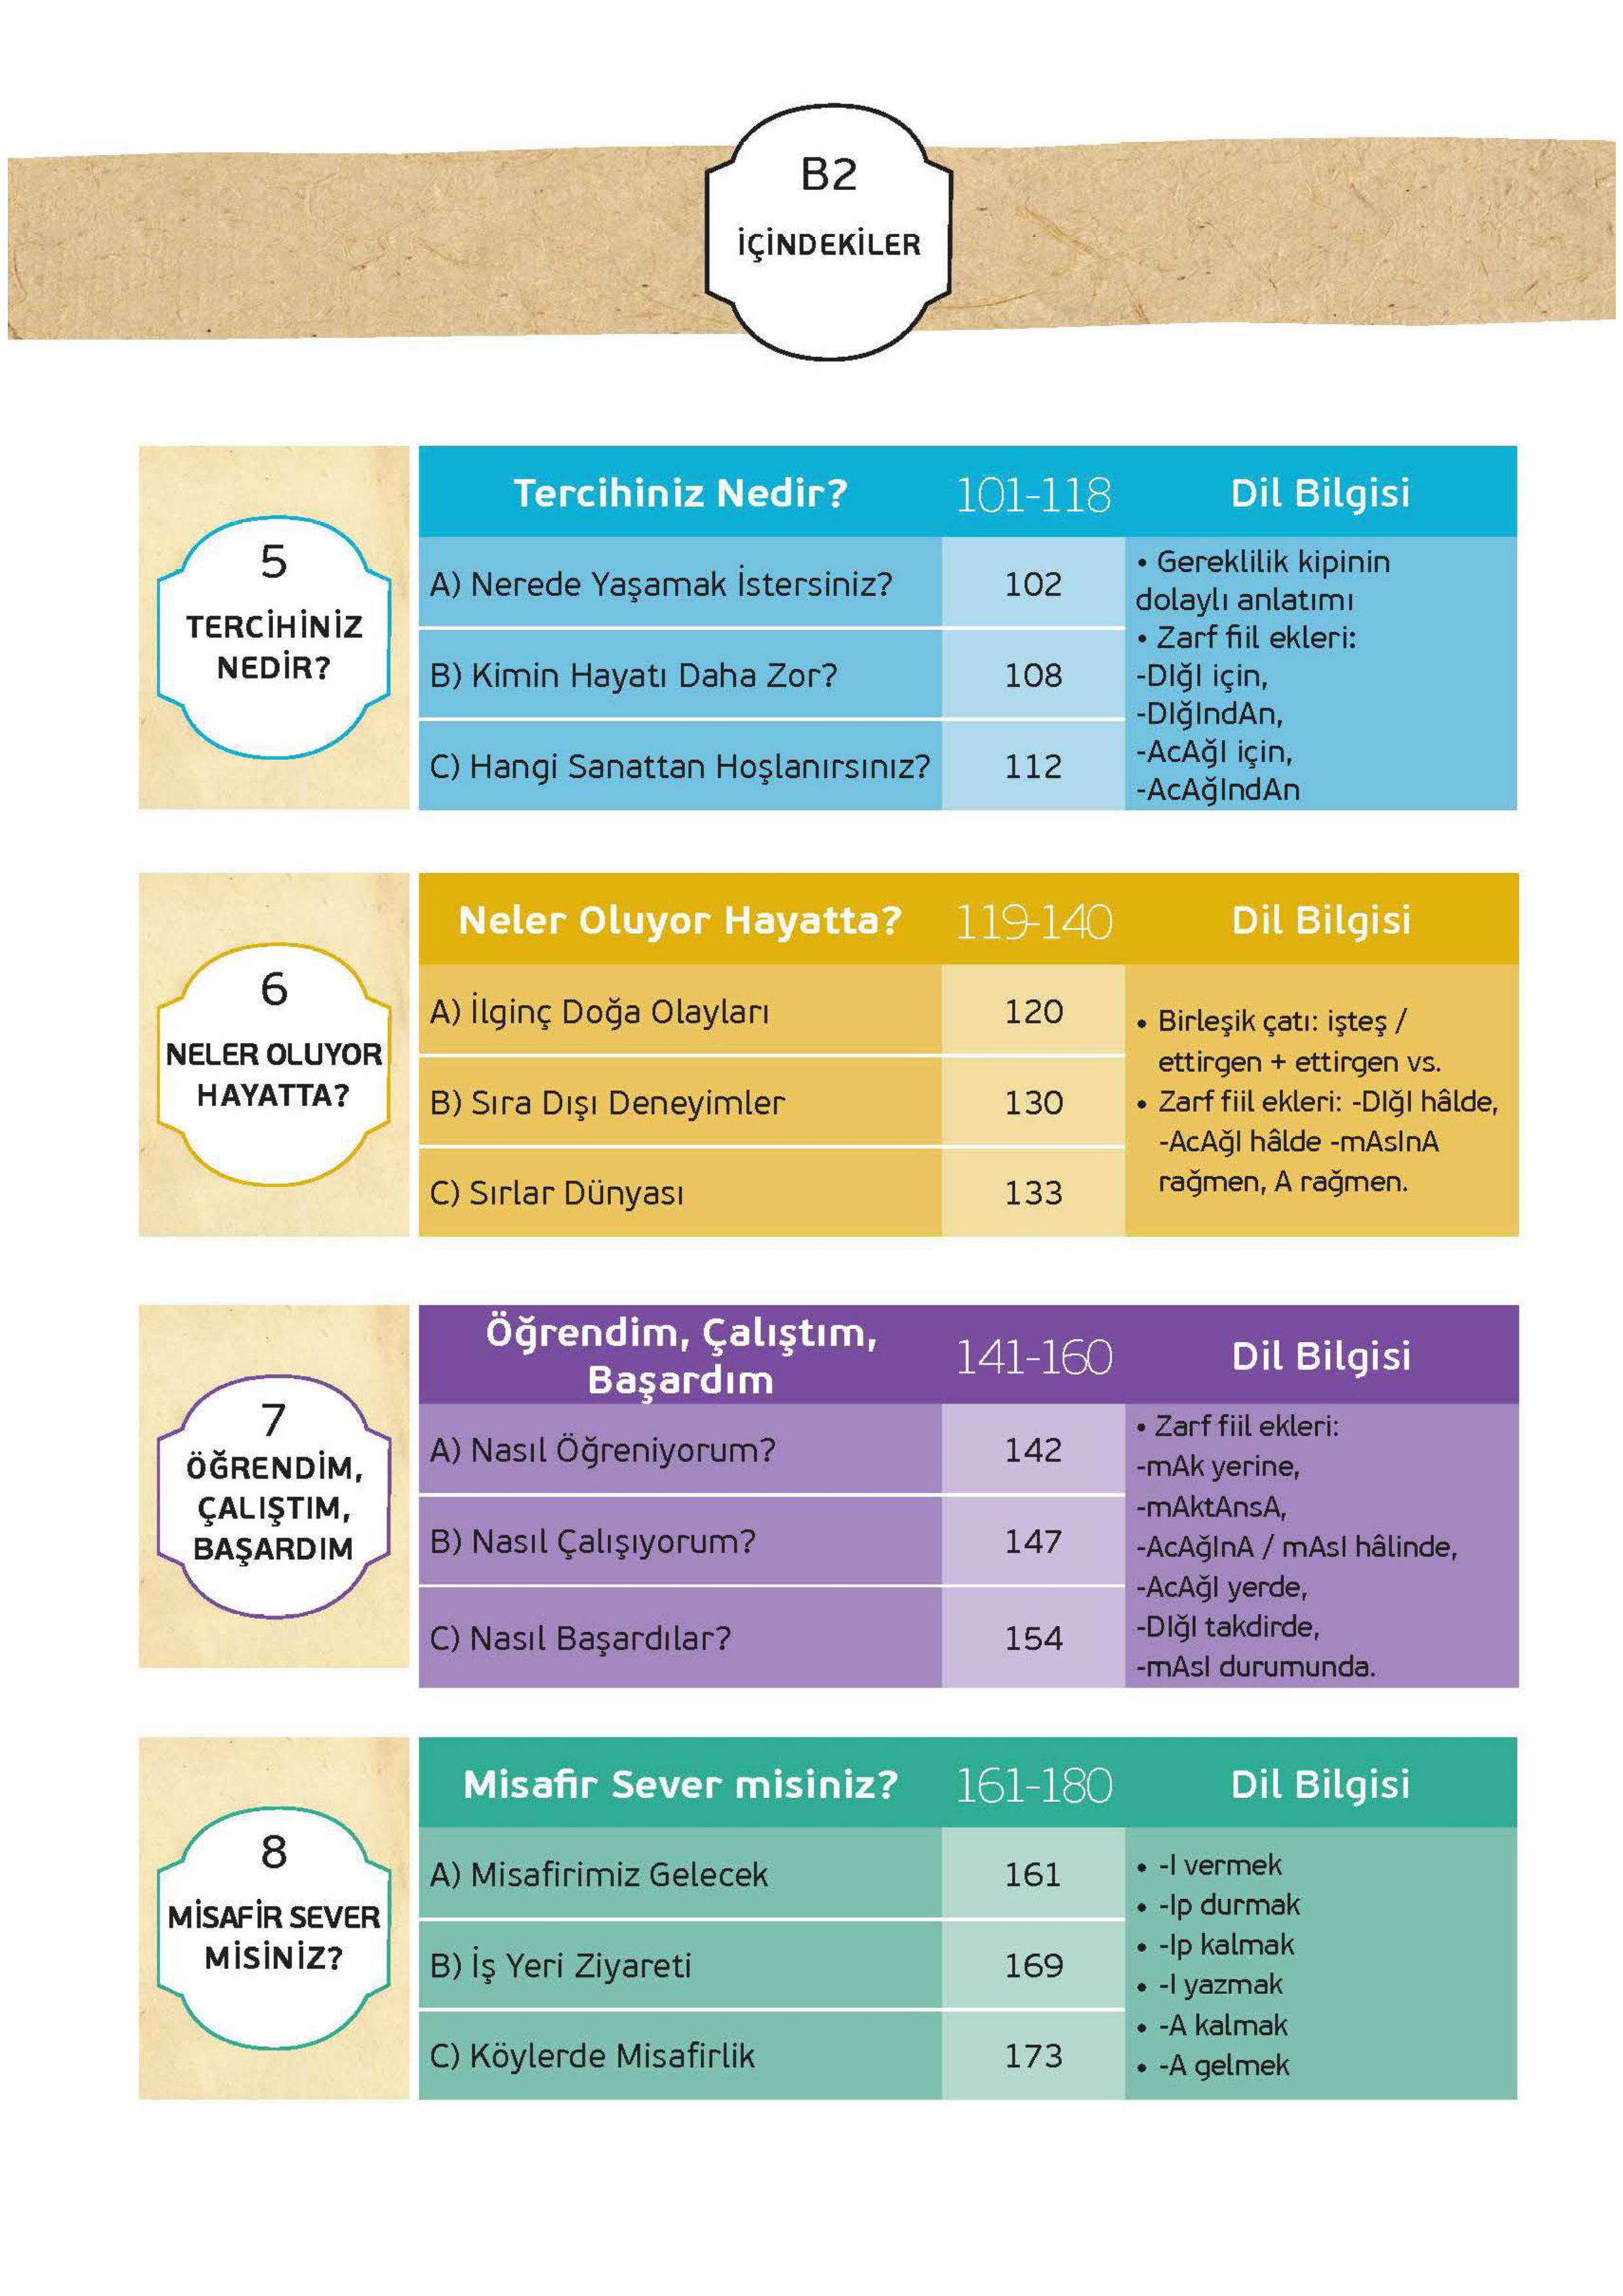 B2
İÇİNDEKİLER
5
TERCİHİNİZ
NEDİR?
Tercihiniz Nedir?
101-118
Dil Bilgisi
A) Nerede Yaşamak İstersiniz?
102
B) Kimin Hayatı Daha Zor?
108
C) Hangi Sanattan Hoşlanırsınız?
112
• Gereklilik kipinin
dolaylı anlatımı
• Zarf fiil ekleri:
-DIğI için,
-DIğIndAn,
-AcAğI için,
-AcAğIndAn
6
NELER OLUYOR
HAYATTA?
Neler Oluyor Hayatta?
119-140
Dil Bilgisi
A) İlginç Doğa Olayları
120
B) Sıra Dışı Deneyimler
130
C) Sırlar Dünyası
133
• Birleşik çatı: işteş /
ettirgen + ettirgen vs.
• Zarf fiil ekleri: -DIğI hâlde,
-AcAğI hâlde -mAsInA
rağmen, A rağmen.
7
ÖĞRENDİM,
ÇALIŞTIM,
BAŞARDIM
Öğrendim, Çalıştım,
Başardım
141-160
Dil Bilgisi
A) Nasıl Öğreniyorum?
142
B) Nasıl Çalışıyorum?
147
C) Nasıl Başardılar?
154
• Zarf fiil ekleri:
-mAk yerine,
-mAktAnsA,
-AcAğInA / mAsI hâlinde,
-AcAğI yerde,
-DIğI takdirde,
-mAsI durumunda.
8
MİSAFİR SEVER
MİSİNİZ?
Misafir Sever misiniz?
161-180
Dil Bilgisi
A) Misafirimiz Gelecek
161
B) İş Yeri Ziyareti
169
C) Köylerde Misafirlik
173
• -I vermek
• -Ip durmak
• -Ip kalmak
• -I yazmak
• -A kalmak
• -A gelmek